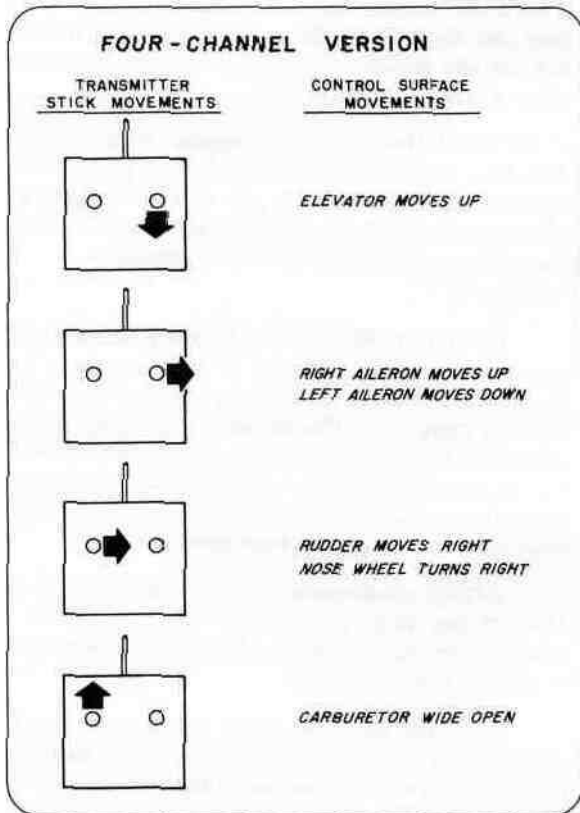 FOUR-CHANNEL VERSION
TRANSMITTER
STICK MOVEMENTS
CONTROL SURFACE
MOVEMENTS
ELEVATOR MOVES UP
RIGHT AILERON MOVES UP
LEFT AILERON MOVES DOWN
RUDDER MOVES RIGHT
NOSE WHEEL TURNS RIGHT
CARBURETOR WIDE OPEN